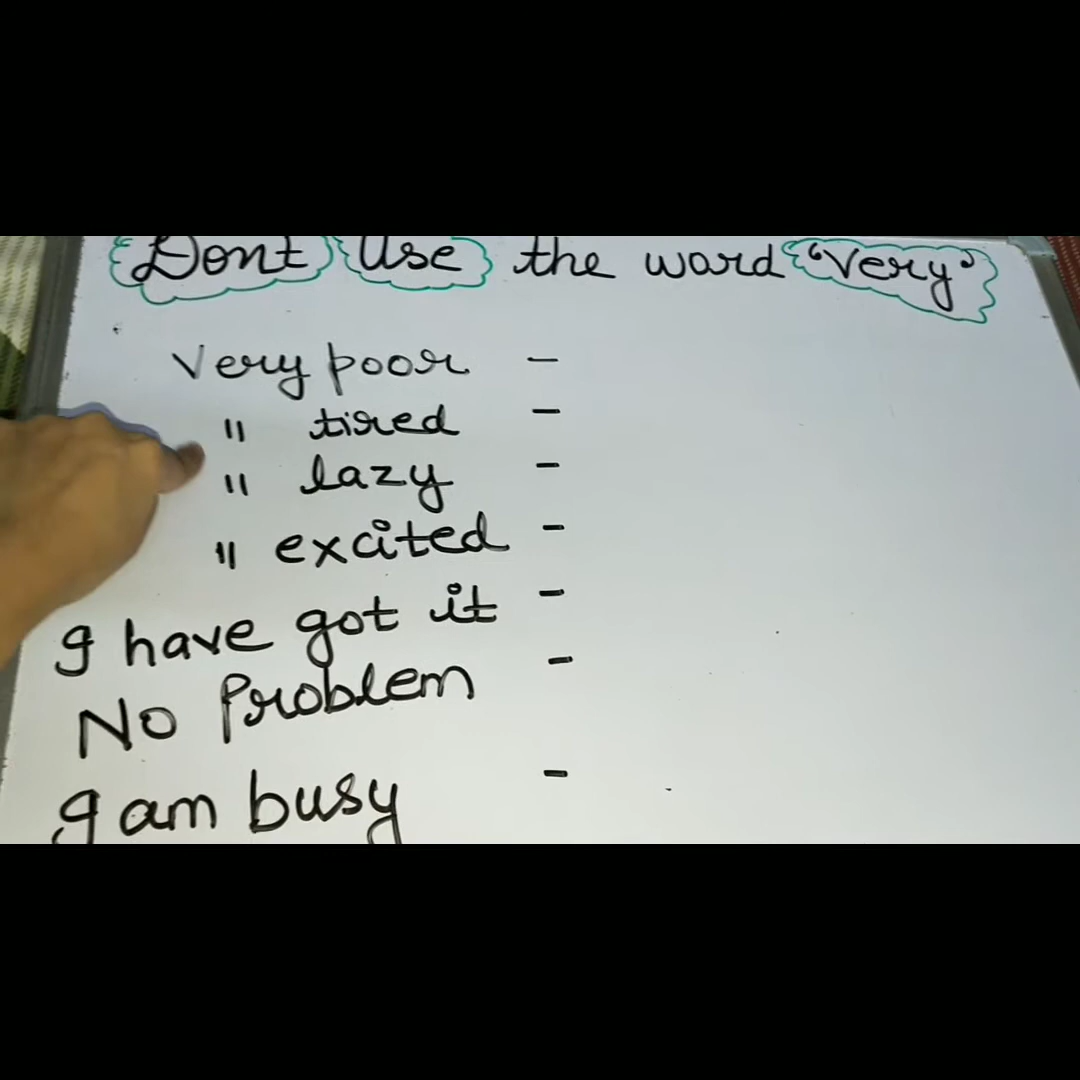 Dont Use the word "Very"
Very poor -
" tired -
" lazy -
" excited -
I have got it -
No Problem -
I am busy -